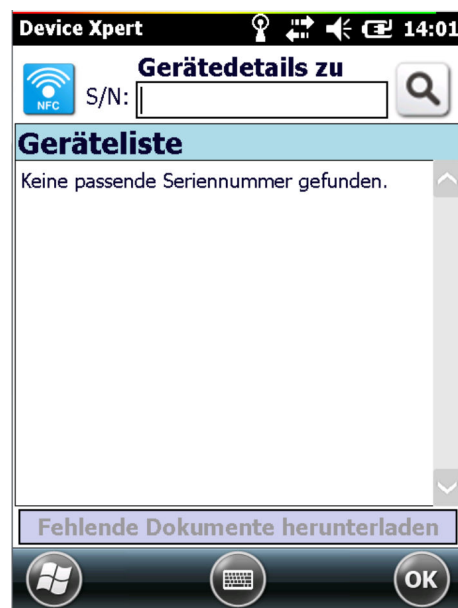 Device Xpert 14:01
Gerätedetails zu
NFC S/N:
Geräteliste
Keine passende Seriennummer gefunden.
Fehlende Dokumente herunterladen
OK